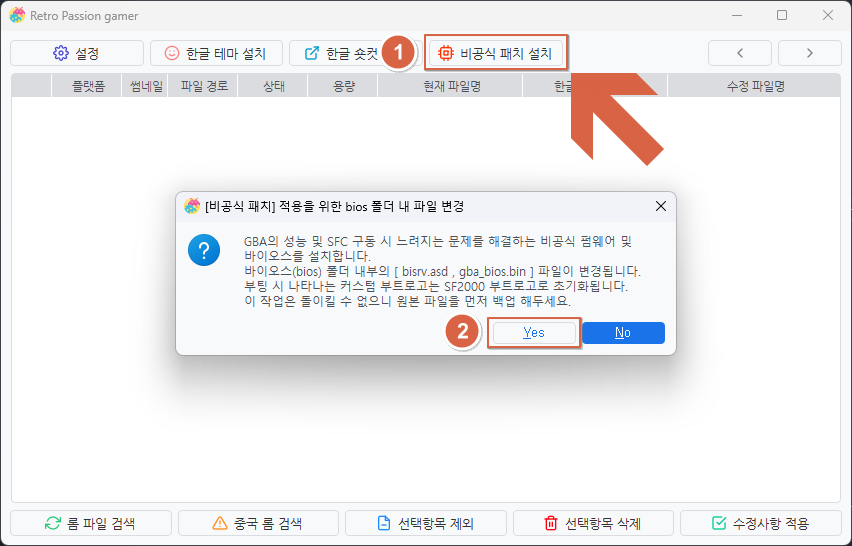 Retro Passion gamer
설정
한글 테마 설치
한글 숏컷
1
비공식 패치 설치
플랫폼
썸네일
파일 경로
상태
용량
현재 파일명
한글
수정 파일명
[비공식 패치] 적용을 위한 bios 폴더 내 파일 변경
GBA의 성능 및 SFC 구동 시 느려지는 문제를 해결하는 비공식 펌웨어 및
바이오스를 설치합니다.
바이오스(bios) 폴더 내부의 [ bisrv.asd , gba_bios.bin ] 파일이 변경됩니다.
부팅 시 나타나는 커스텀 부트로고는 SF2000 부트로고로 초기화됩니다.
이 작업은 돌이킬 수 없으니 원본 파일을 먼저 백업 해두세요.
2
Yes
No
롬 파일 검색
중국 롬 검색
선택항목 제외
선택항목 삭제
수정사항 적용